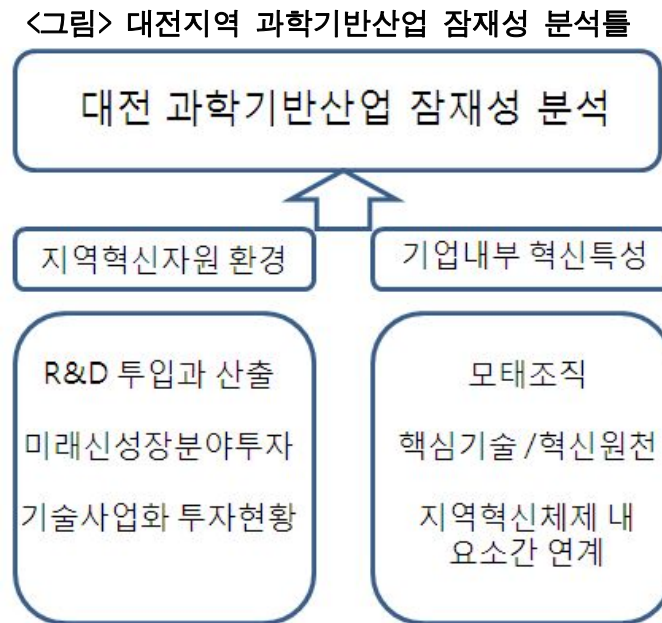 <그림> 대전지역 과학기반산업 잠재성 분석틀
대전 과학기반산업 잠재성 분석
지역혁신자원 환경
R&D 투입과 산출
미래신성장분야투자
기술사업화 투자현황
기업내부 혁신특성
모태조직
핵심기술 /혁신원천
지역혁신체제 내
요소간 연계